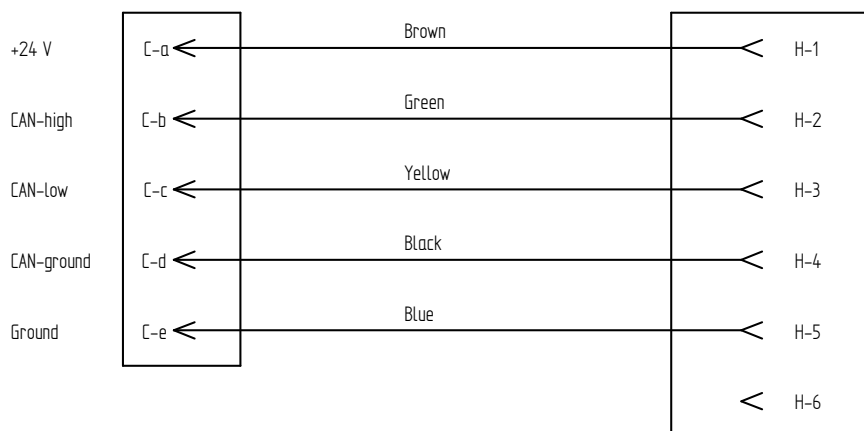 +24 V C-a Brown H-1
CAN-high C-b Green H-2
CAN-low C-c Yellow H-3
CAN-ground C-d Black H-4
Ground C-e Blue H-5
H-6